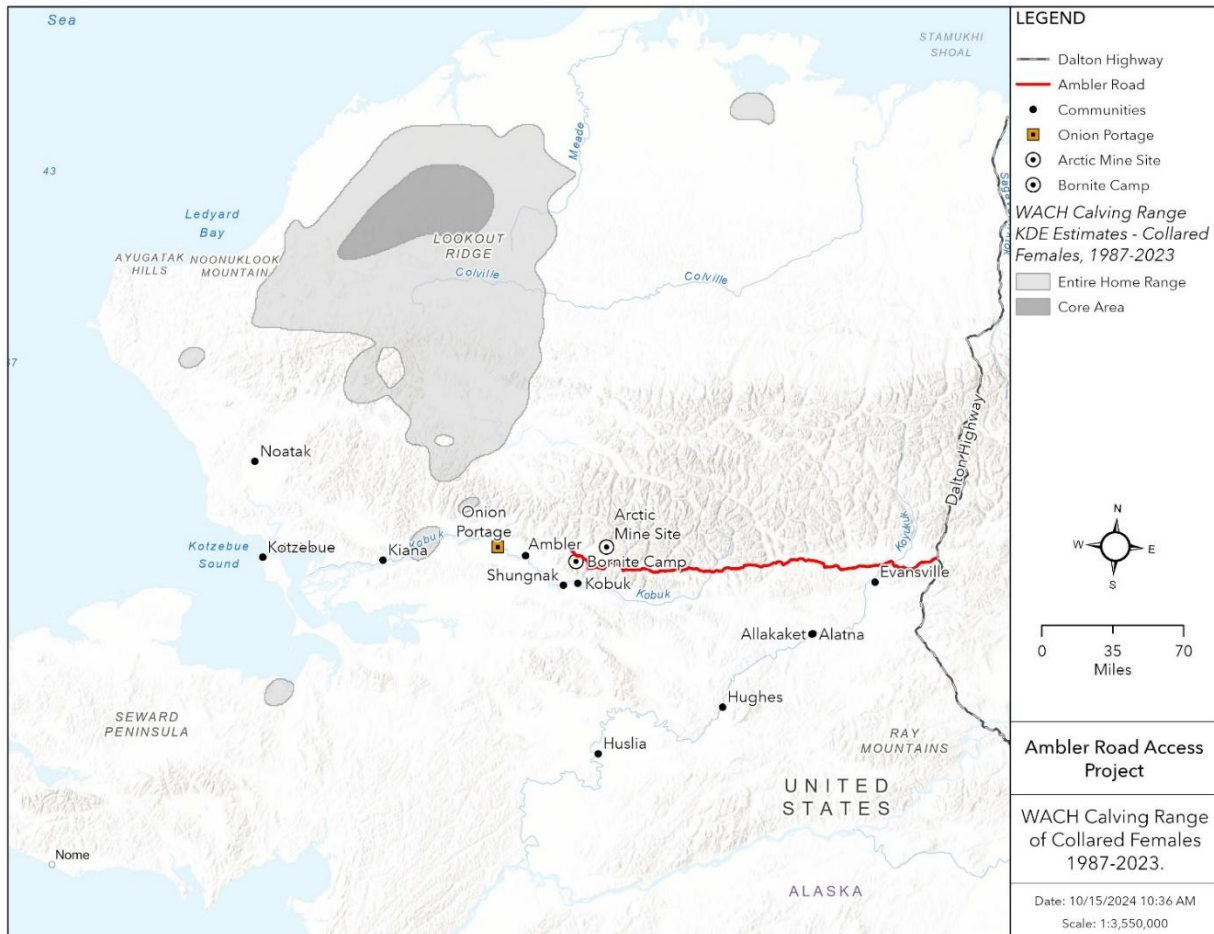 Sea
STAMUKHI
SHOAL
Meade
43
Ledyard
Bay
LOOKOUT
RIDGE
AYUGATAK
HILLS
NOONUKLOOK
MOUNTAIN
Colville
Colville
Dalton Highway
Noatak
Onion
Portage
Arctic
Mine Site
Koyukuk
Kotzebue
Sound
Kotzebue
Kiana
Kobuk
Ambler
Bornite Camp
Shungnak
Kobuk
Kobuk
Evansville
Allakaket
Alatna
Hughes
SEWARD
PENINSULA
Huslia
RAY
MOUNTAINS
UNITED
STATES
Nome
ALASKA
LEGEND
Dalton Highway
Ambler Road
Communities
Onion Portage
Arctic Mine Site
Bornite Camp
WACH Calving Range
KDE Estimates - Collared
Females, 1987-2023
Entire Home Range
Core Area
N
W E
S
0 35 70
Miles
Ambler Road Access
Project
WACH Calving Range
of Collared Females
1987-2023.
Date: 10/15/2024 10:36 AM
Scale: 1:3,550,000